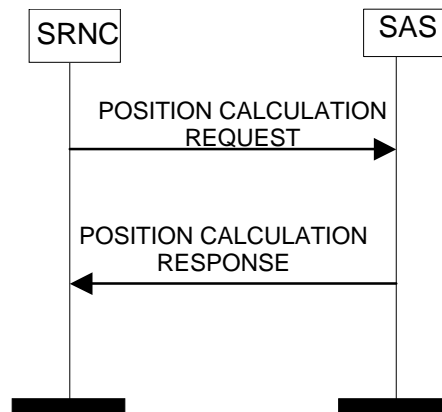 SRNC
SAS
POSITION CALCULATION
REQUEST
POSITION CALCULATION
RESPONSE